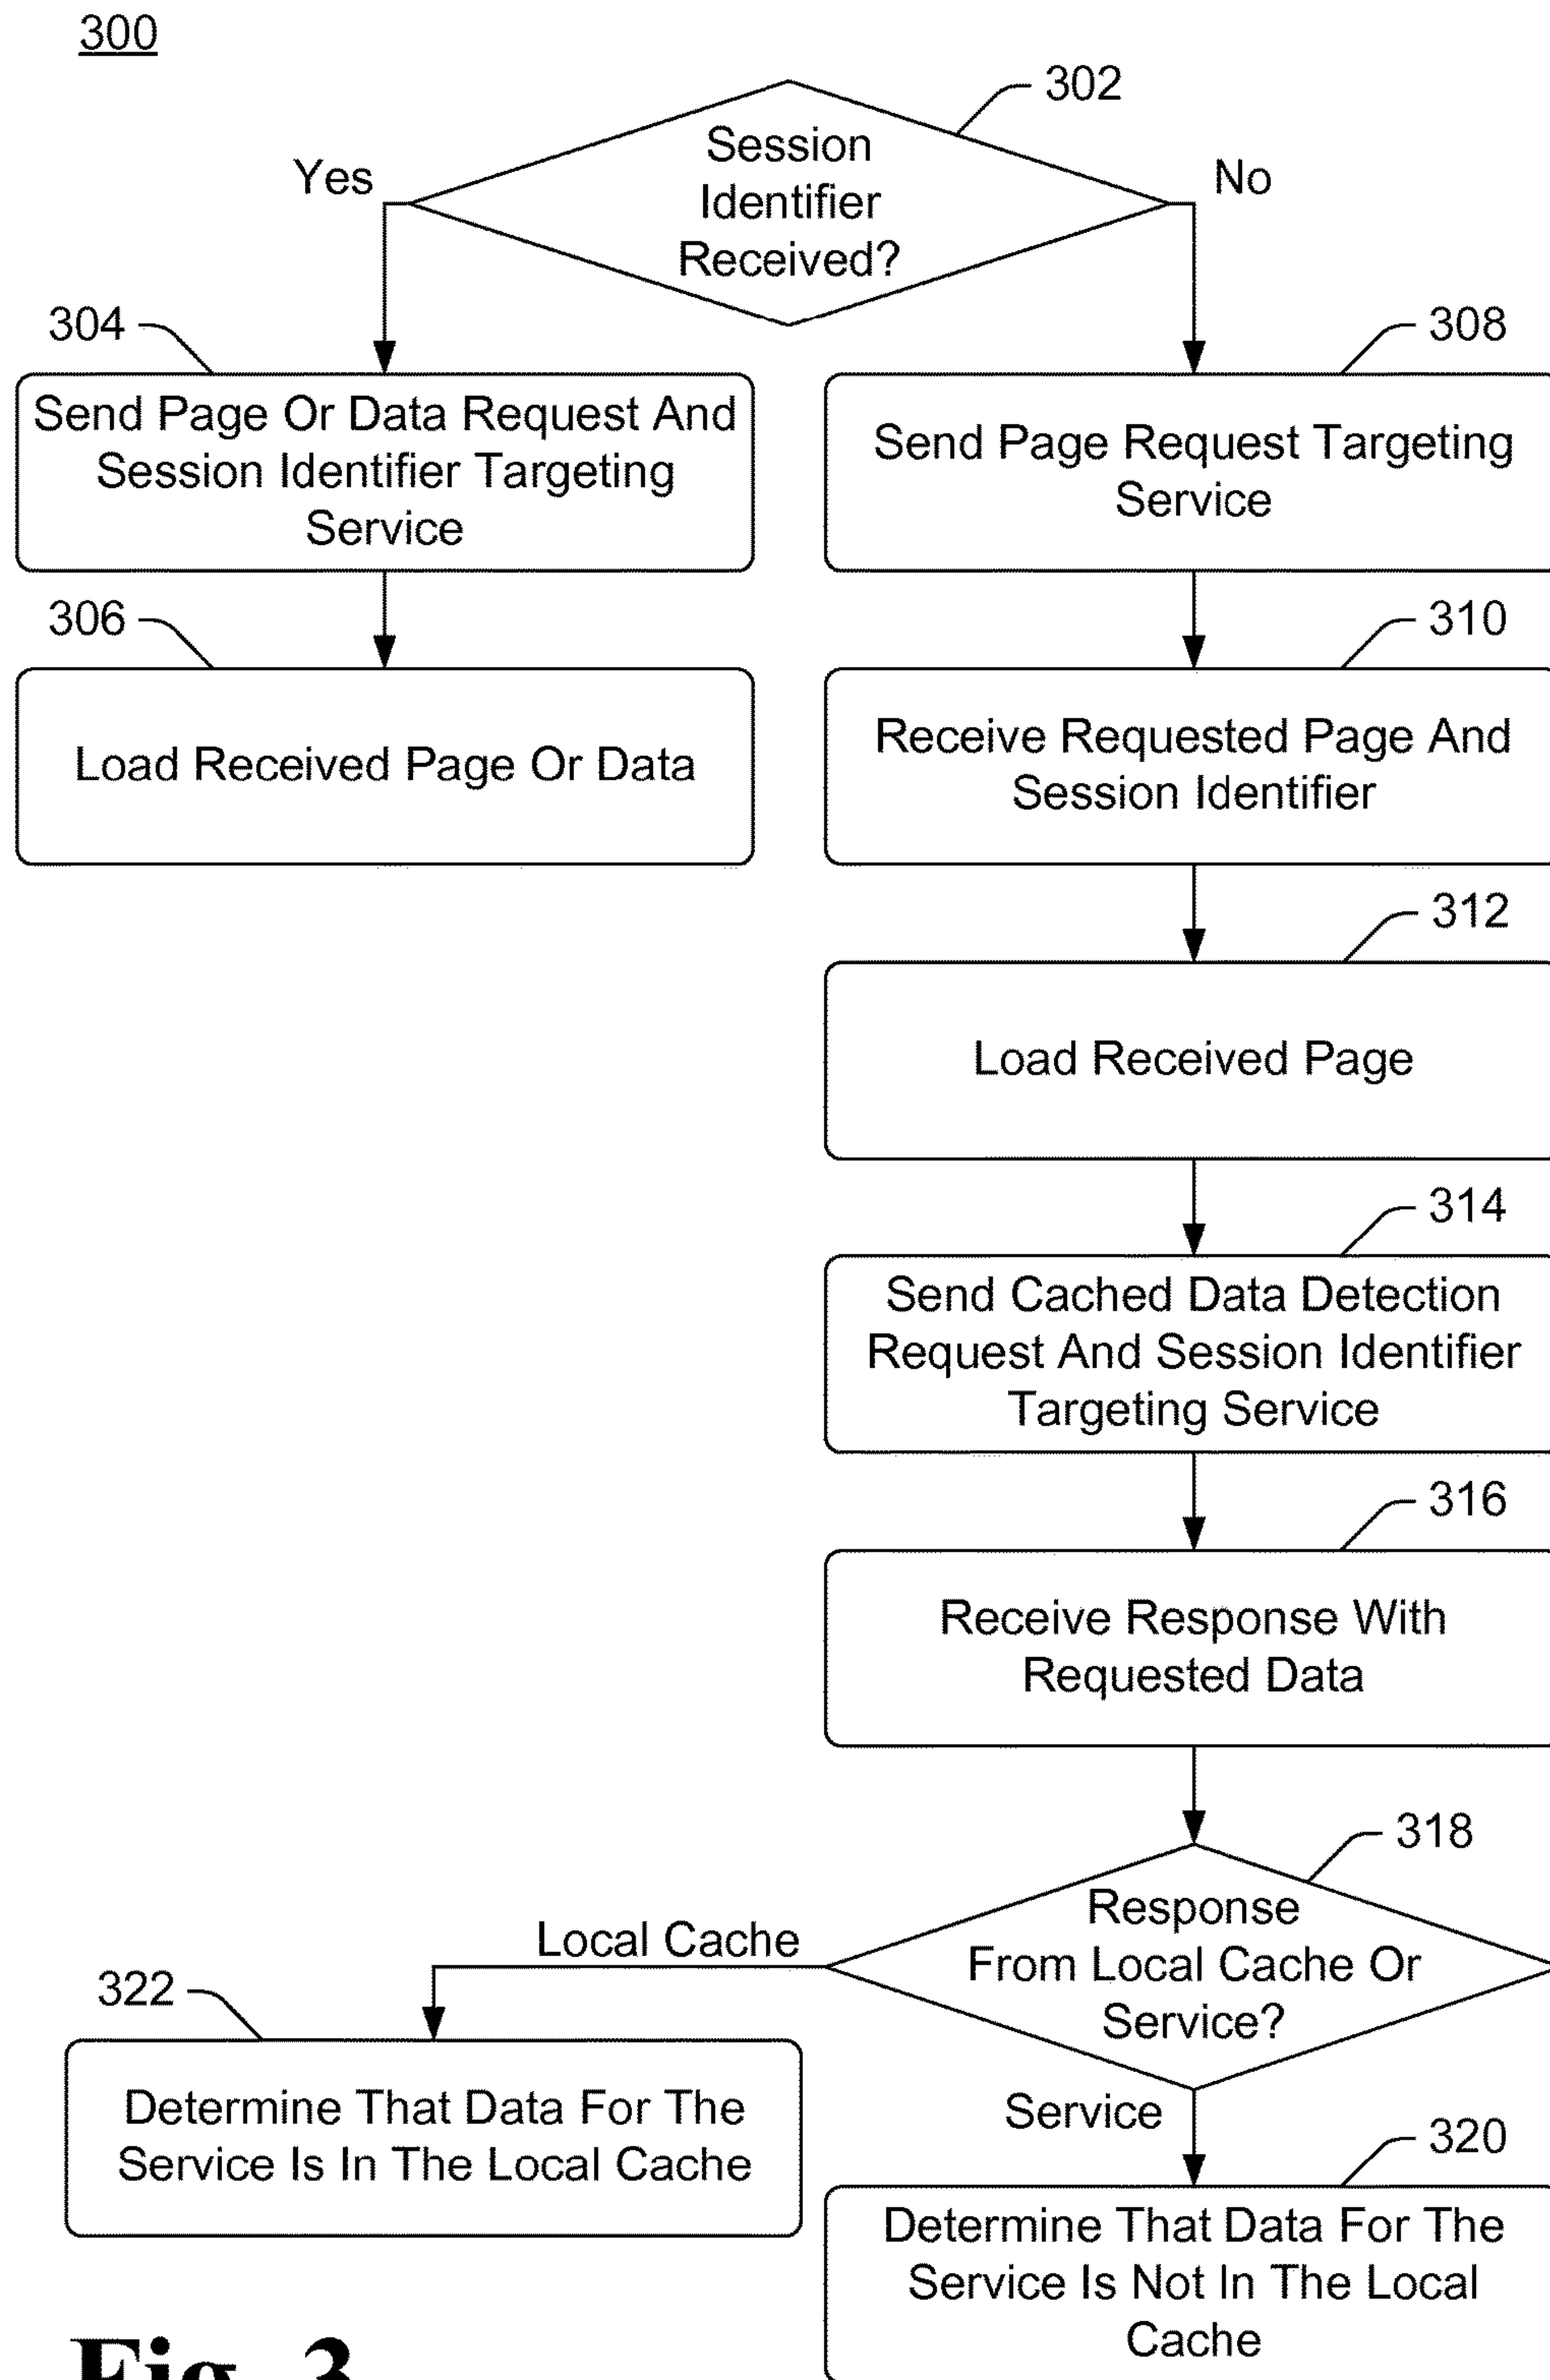 300
302
Session
Identifier
Received?
Yes
No
304
Send Page Or Data Request And
Session Identifier Targeting
Service
308
Send Page Request Targeting
Service
306
Load Received Page Or Data
310
Receive Requested Page And
Session Identifier
312
Load Received Page
314
Send Cached Data Detection
Request And Session Identifier
Targeting Service
316
Receive Response With
Requested Data
318
Response
From Local Cache Or
Service?
Local Cache
322
Determine That Data For The
Service Is In The Local Cache
Service
320
Determine That Data For The
Service Is Not In The Local
Cache
Fig. 3